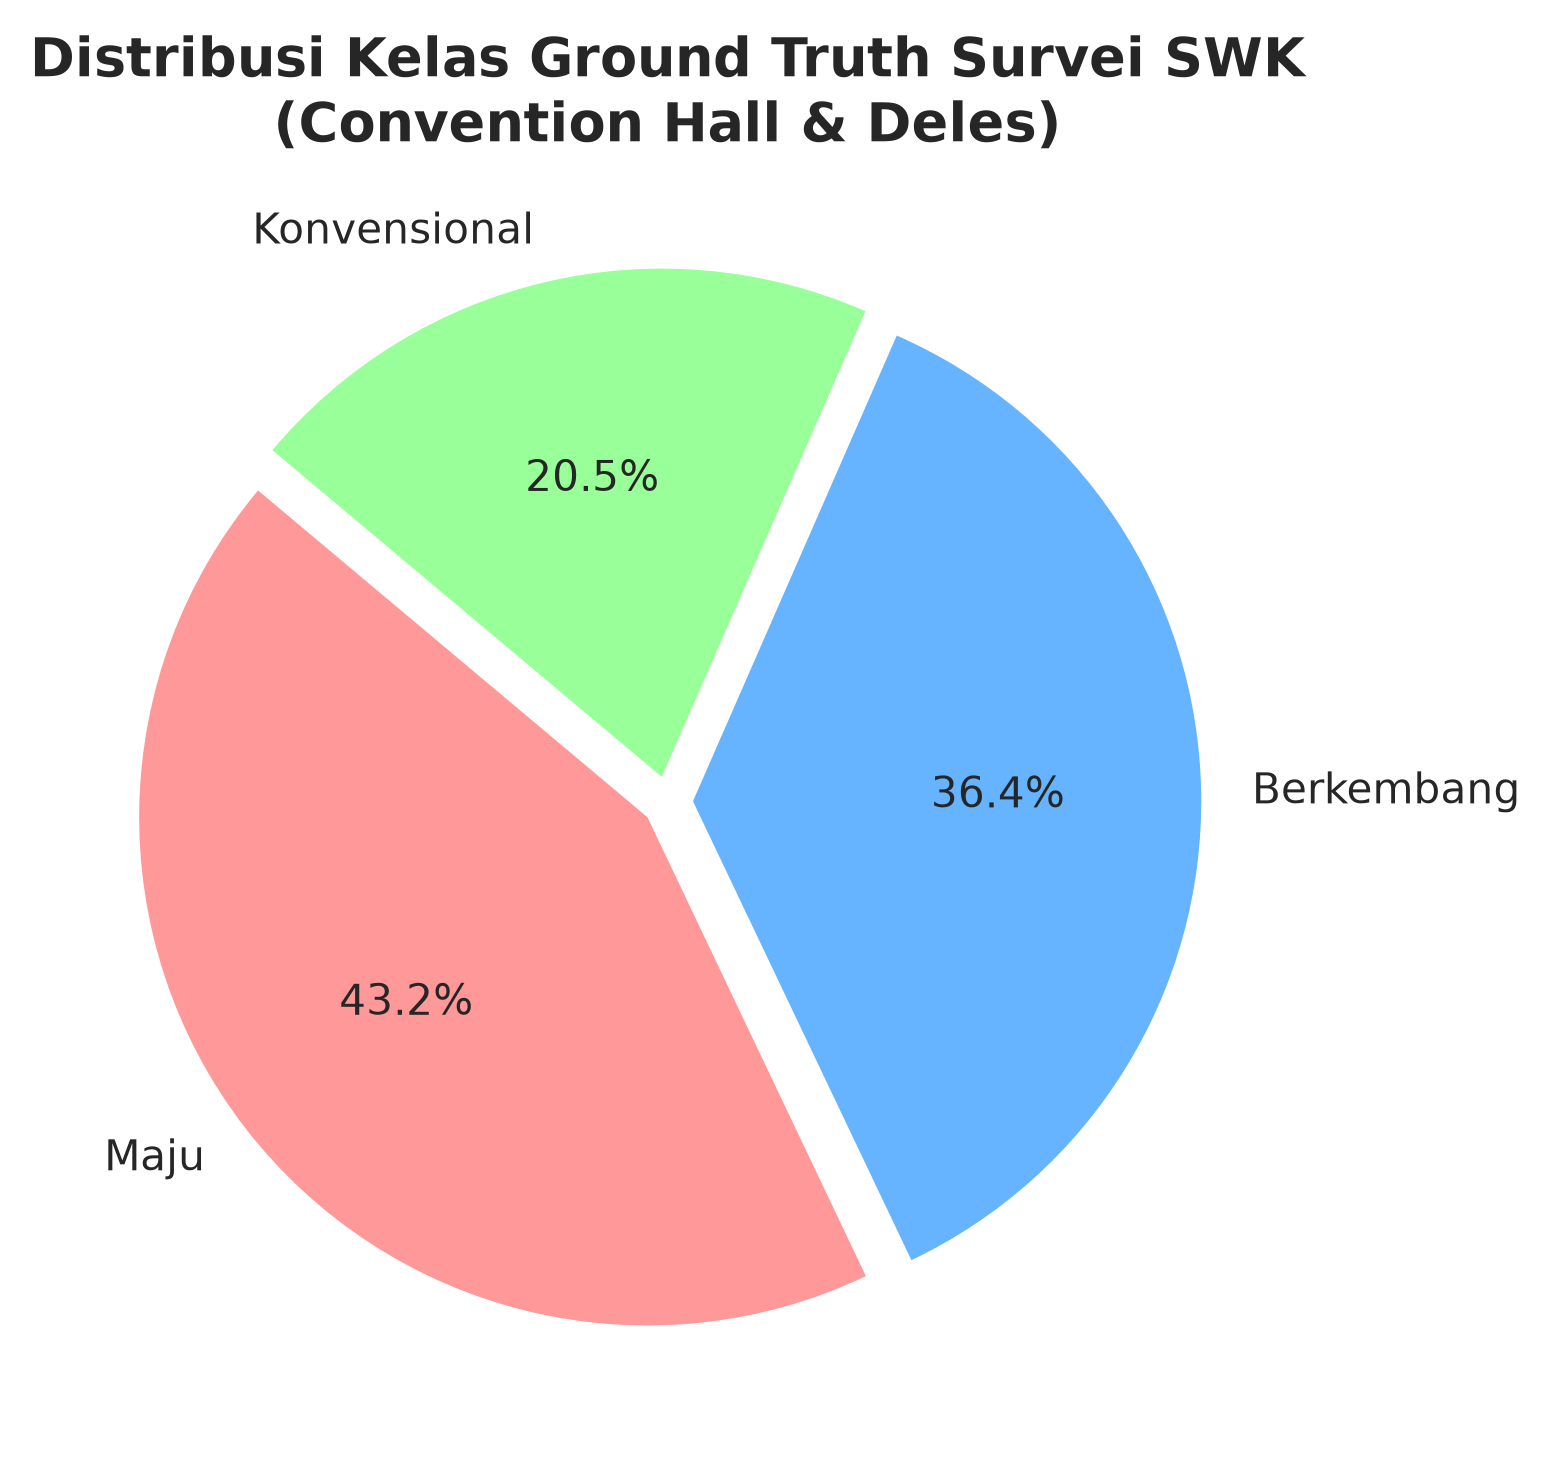 Distribusi Kelas Ground Truth Survei SWK
(Convention Hall & Deles)
Konvensional
20.5%
36.4%
Berkembang
43.2%
Maju